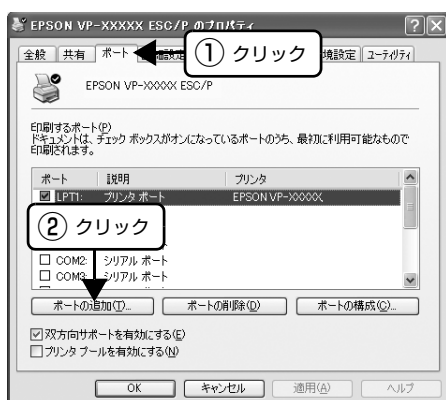 EPSON VP-XXXXX ESC/P のプロパティ
全般 共有 ポート 境設定 ユーティリティ
① クリック
EPSON VP-XXXXX ESC/P
印刷するポート(P)
ドキュメントは、チェック ボックスがオンになっているポートのうち、最初に利用可能なもので
印刷されます。
ポート 説明 プリンタ
LPT1: プリンタ ポート EPSON VP-XXXXX,
② クリック
COM2: シリアル ポート
COM3: シリアル ポート
ポートの追加(T)... ポートの削除(D) ポートの構成(C)...
双方向サポートを有効にする(E)
プリンタ プールを有効にする(N)
OK キャンセル 適用(A) ヘルプ